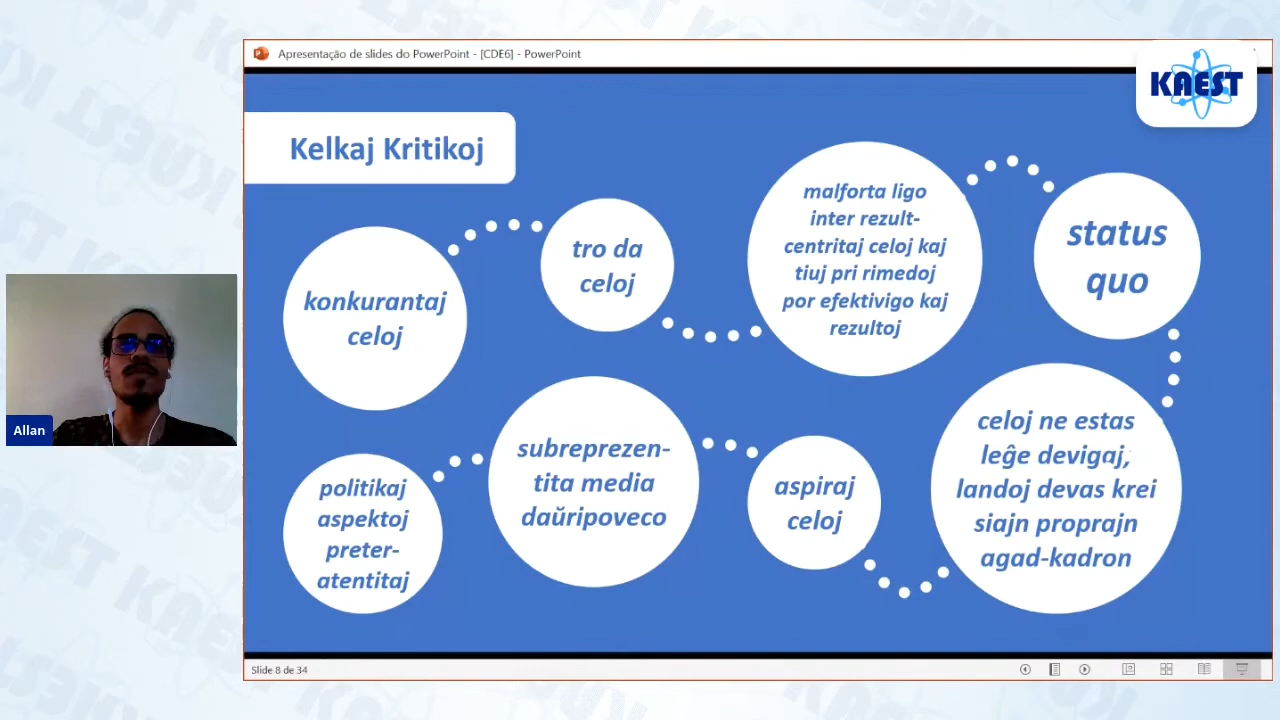 Apresentação de slides do PowerPoint - [CDE6] - PowerPoint
KAEST
Kelkaj Kritikoj
konkurantaj
celoj
tro da
celoj
malforta ligo
inter rezult-
centritaj celoj kaj
tiuj pri rimedoj
por efektivigo kaj
rezultoj
status
quo
celoj ne estas
leĝe devigaj,
landoj devas krei
siajn proprajn
agad-kadron
aspiraj
celoj
subreprezen-
tita media
daŭripoveco
politikaj
aspektoj
preter-
atentitaj
Allan
Slide 8 de 34